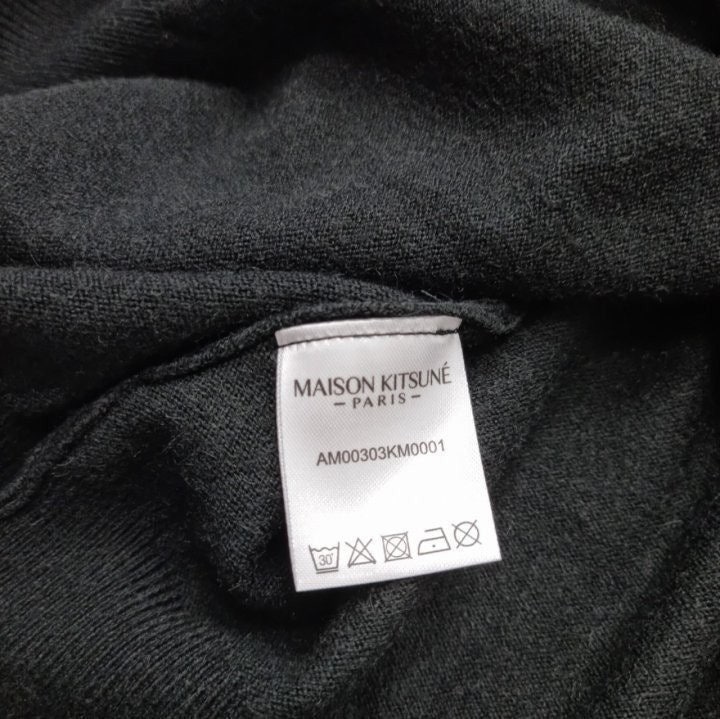 MAISON KITSUNÉ
-PARIS-
AM00303KM0001
30°